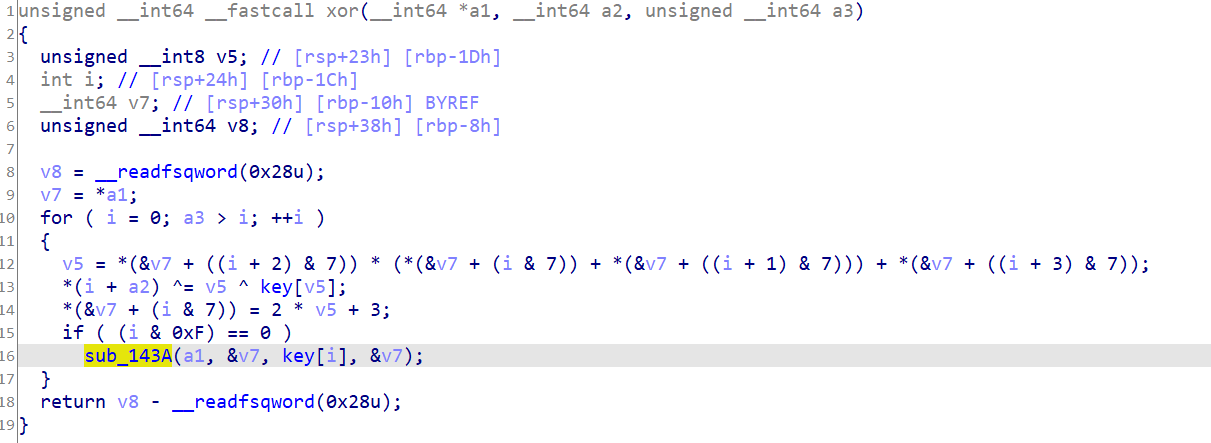 1 unsigned __int64 __fastcall xor(__int64 *a1, __int64 a2, unsigned __int64 a3)
2 {
3   unsigned __int8 v5; // [rsp+23h] [rbp-1Dh]
4   int i; // [rsp+24h] [rbp-1Ch]
5   __int64 v7; // [rsp+30h] [rbp-10h] BYREF
6   unsigned __int64 v8; // [rsp+38h] [rbp-8h]
7
8   v8 = __readfsqword(0x28u);
9   v7 = *a1;
10   for ( i = 0; a3 > i; ++i )
11   {
12     v5 = *(&v7 + ((i + 2) & 7)) * (*(&v7 + (i & 7)) + *(&v7 + ((i + 1) & 7))) + *(&v7 + ((i + 3) & 7));
13     *(i + a2) ^= v5 ^ key[v5];
14     *(&v7 + (i & 7)) = 2 * v5 + 3;
15     if ( (i & 0xF) == 0 )
16       sub_143A(a1, &v7, key[i], &v7);
17   }
18   return v8 - __readfsqword(0x28u);
19 }